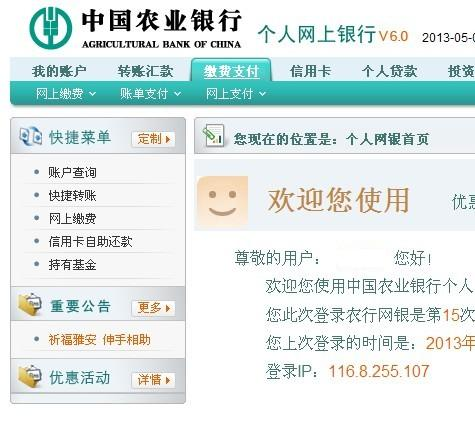 中国农业银行
AGRICULTURAL BANK OF CHINA
个人网上银行 V6.0 2013-05-0
我的账户 转账汇款 缴费支付 信用卡 个人贷款 投资
网上缴费 账单支付 网上支付
快捷菜单 定制
账户查询
快捷转账
网上缴费
信用卡自助还款
持有基金
重要公告 更多
祈福雅安 伸手相助
优惠活动 详情
您现在的位置是：个人网银首页
欢迎您使用 优惠
尊敬的用户： 您好！
欢迎您使用中国农业银行个人
您此次登录农行网银是第15次
您上次登录的时间是：2013年
登录IP：116.8.255.107